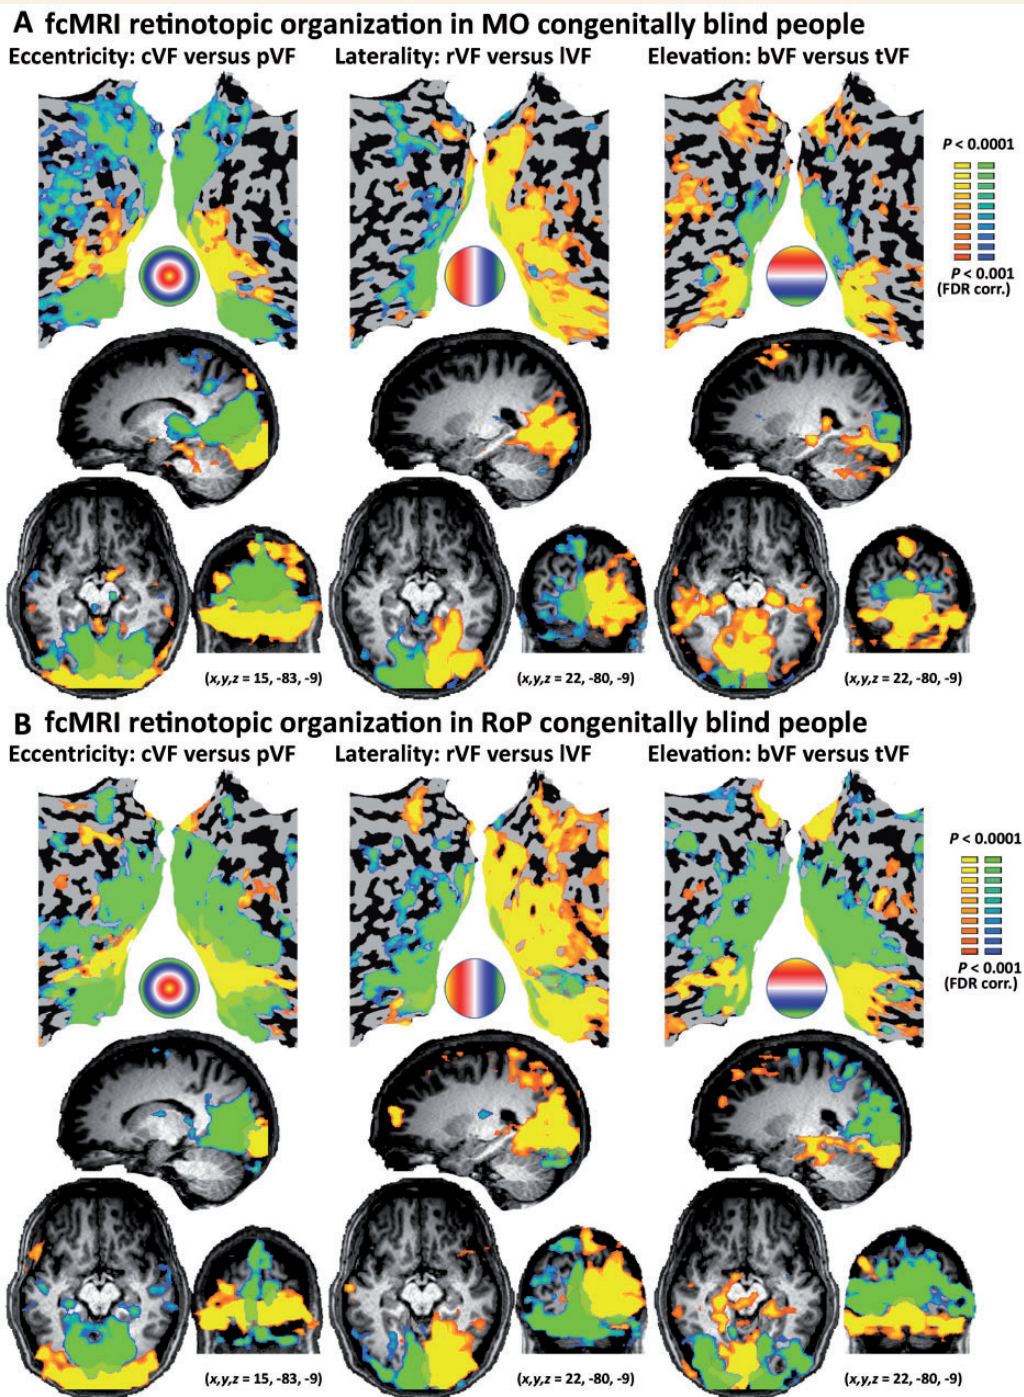 A fcMRI retinotopic organization in MO congenitally blind people
Eccentricity: cVF versus pVF
Laterality: rVF versus lVF
Elevation: bVF versus tVF
P < 0.0001
P < 0.001
(FDR corr.)
(x,y,z = 15, -83, -9)
(x,y,z = 22, -80, -9)
(x,y,z = 22, -80, -9)
B fcMRI retinotopic organization in RoP congenitally blind people
Eccentricity: cVF versus pVF
Laterality: rVF versus lVF
Elevation: bVF versus tVF
P < 0.0001
P < 0.001
(FDR corr.)
(x,y,z = 15, -83, -9)
(x,y,z = 22, -80, -9)
(x,y,z = 22, -80, -9)